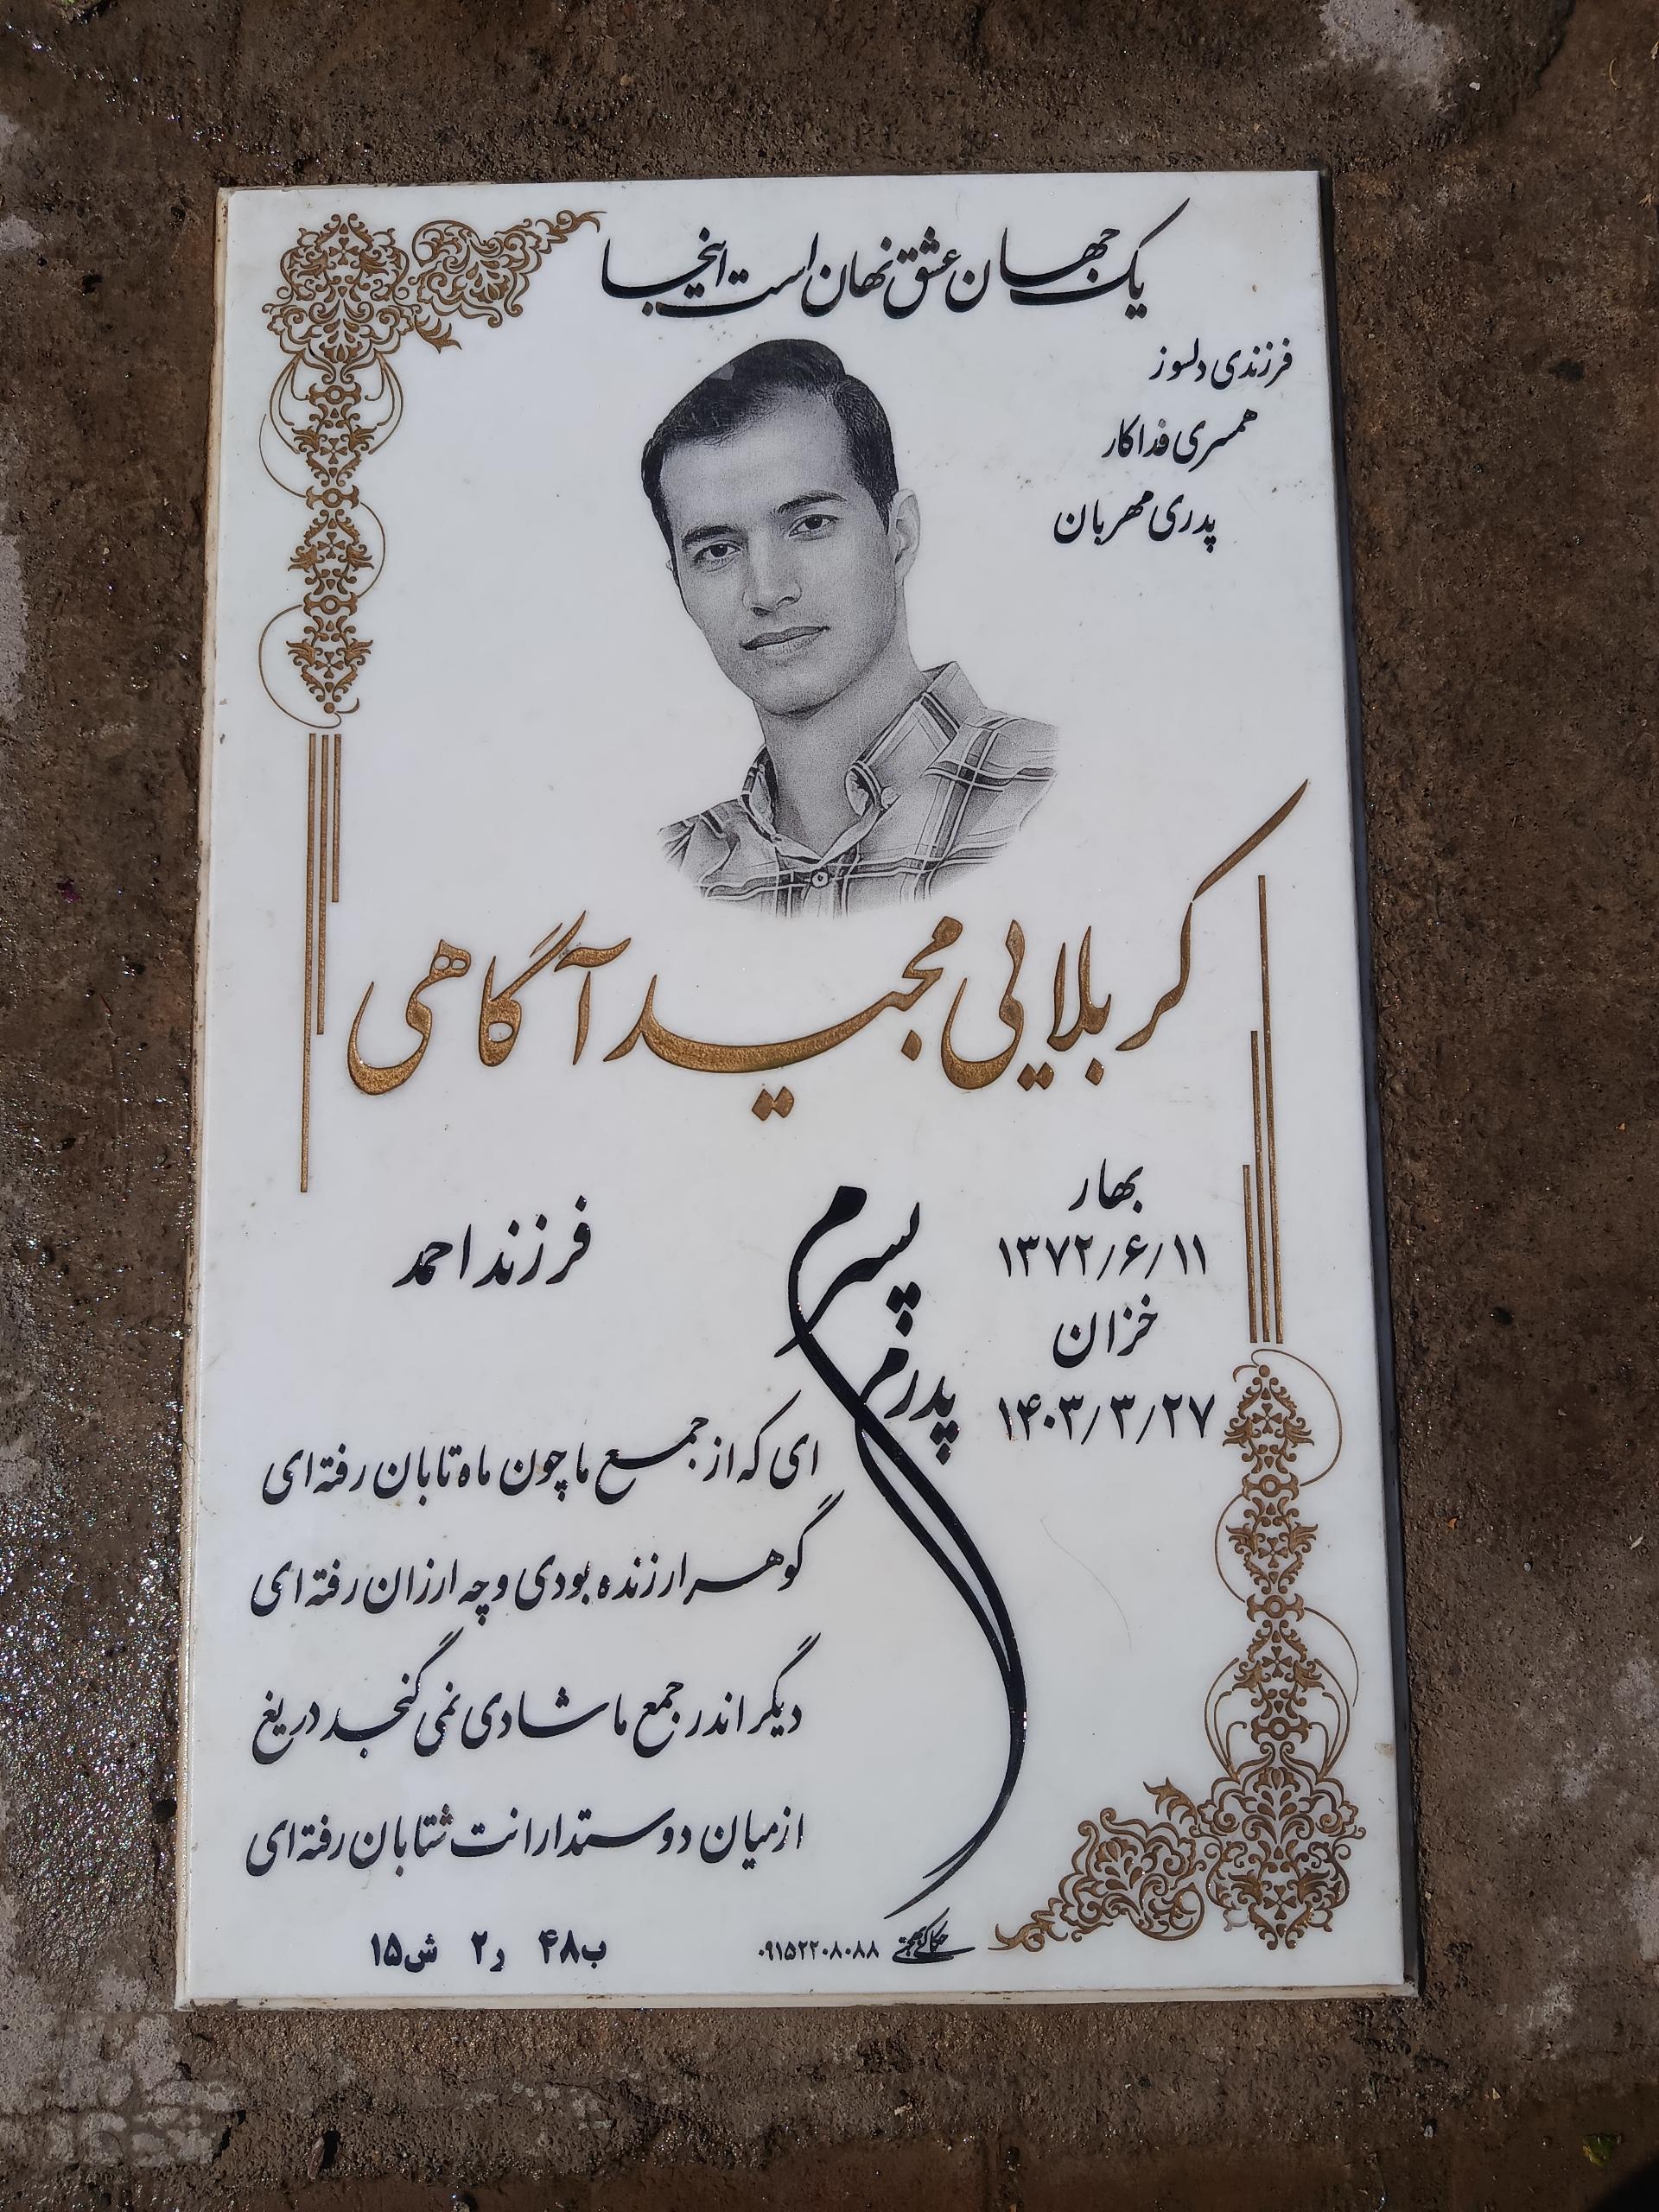 یک جهان عشق نهان است اینجا
فرزندی دلسوز
همسری فداکار
پدری مهربان
کربلایی مجید آگاهی
بهار
۱۳۷۲/۶/۱۱
خزان
۱۴۰۳/۳/۲۷
پسرم
پدرم
فرزند احمد
ای که از جمع ما چون ماه تابان رفته ای
گوهر ارزنده بودی و چه ارزان رفته ای
دیگر اندر جمع ما شادی نمی گنجد دریغ
از میان دوستدارانت شتابان رفته ای
۰۹۱۵۲۲۰۸۰۸۸
ب۴۸ ر۲ ش۱۵